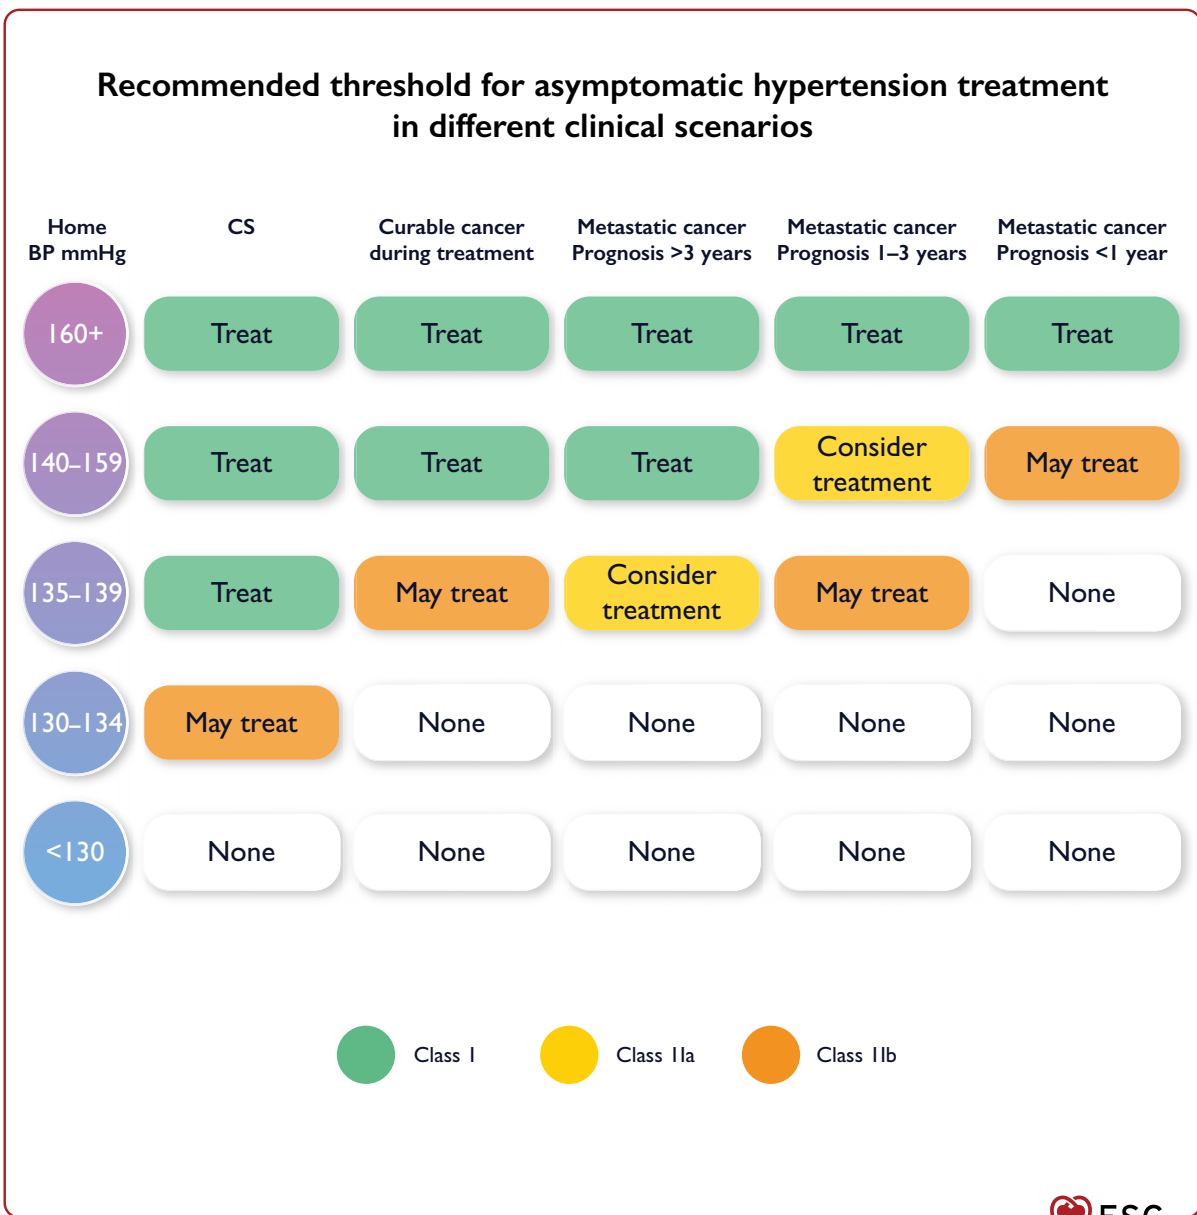 Recommended threshold for asymptomatic hypertension treatment
in different clinical scenarios
Home
BP mmHg
CS
Curable cancer
during treatment
Metastatic cancer
Prognosis >3 years
Metastatic cancer
Prognosis 1–3 years
Metastatic cancer
Prognosis <1 year
160+
Treat
Treat
Treat
Treat
Treat
140–159
Treat
Treat
Treat
Consider
treatment
May treat
135–139
Treat
May treat
Consider
treatment
May treat
None
130–134
May treat
None
None
None
None
<130
None
None
None
None
None
Class 1
Class 1Ia
Class 1Ib
ESC